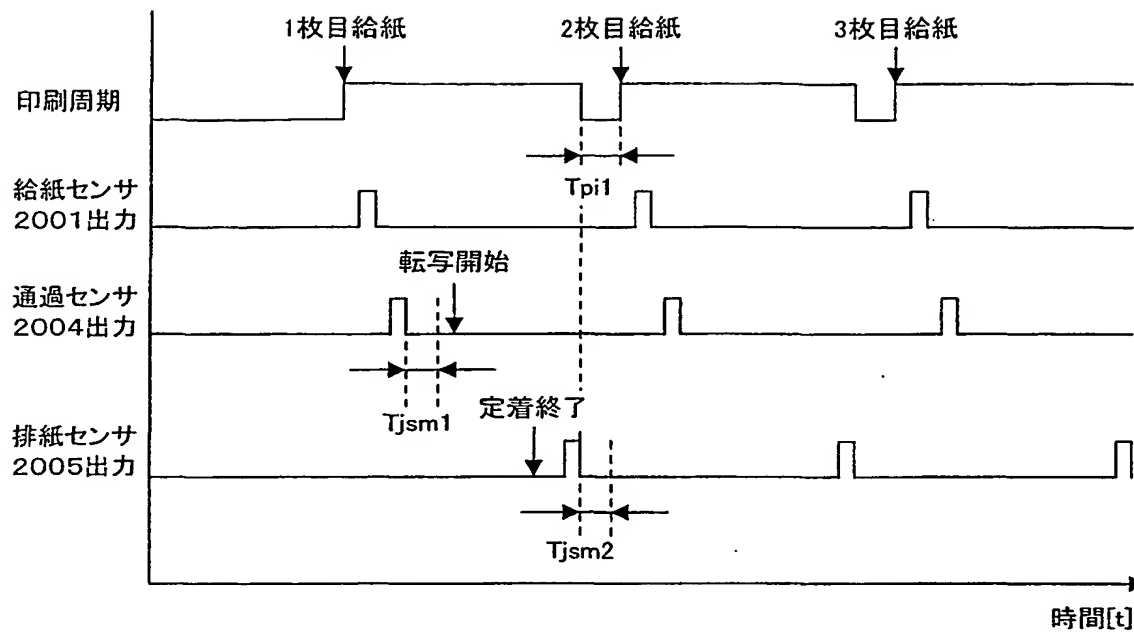 1枚目給紙 2枚目給紙 3枚目給紙
印刷周期
Tpi1
給紙センサ
2001出力
転写開始
通過センサ
2004出力
Tjsm1
定着終了
排紙センサ
2005出力
Tjsm2
時間[t]